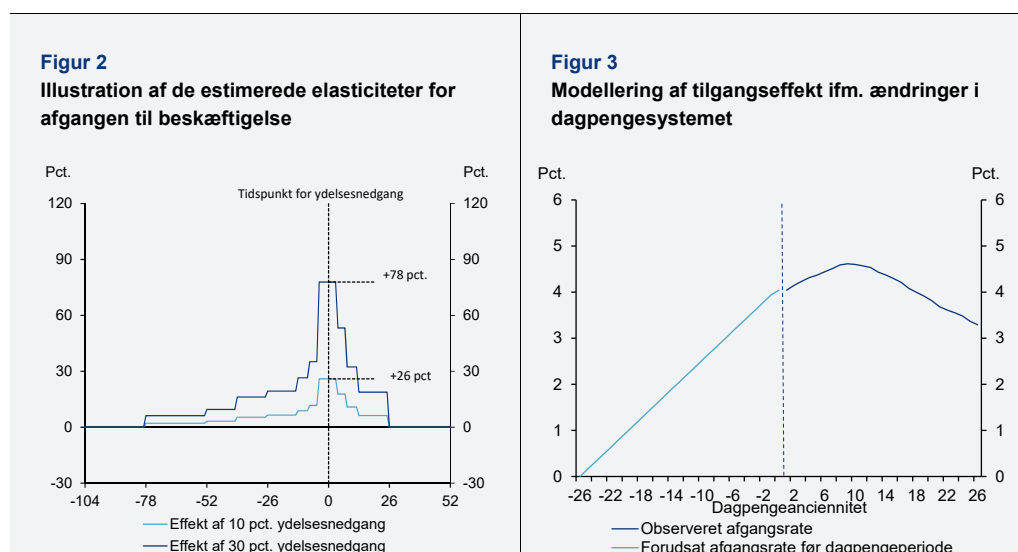 Figur 2
Illustration af de estimerede elasticiteter for
afgangen til beskæftigelse
Pct.
Pct.
Tidspunkt for ydelsesnedgang
120
90
60
30
0
-30
120
90
60
30
0
-30
+78 pct.
+26 pct
-104 -78 -52 -26 0 26 52
Effekt af 10 pct. ydelsesnedgang
Effekt af 30 pct. ydelsesnedgang
Figur 3
Modellering af tilgangseffekt ifm. ændringer i
dagpengesystemet
Pct.
Pct.
6
5
4
3
2
1
0
6
5
4
3
2
1
0
-26 -22 -18 -14 -10 -6 -2 2 6 10 14 18 22 26
Dagpengeanciennitet
Observeret afgangsrate
Forudsat afgangsrate før dagpengeperiode